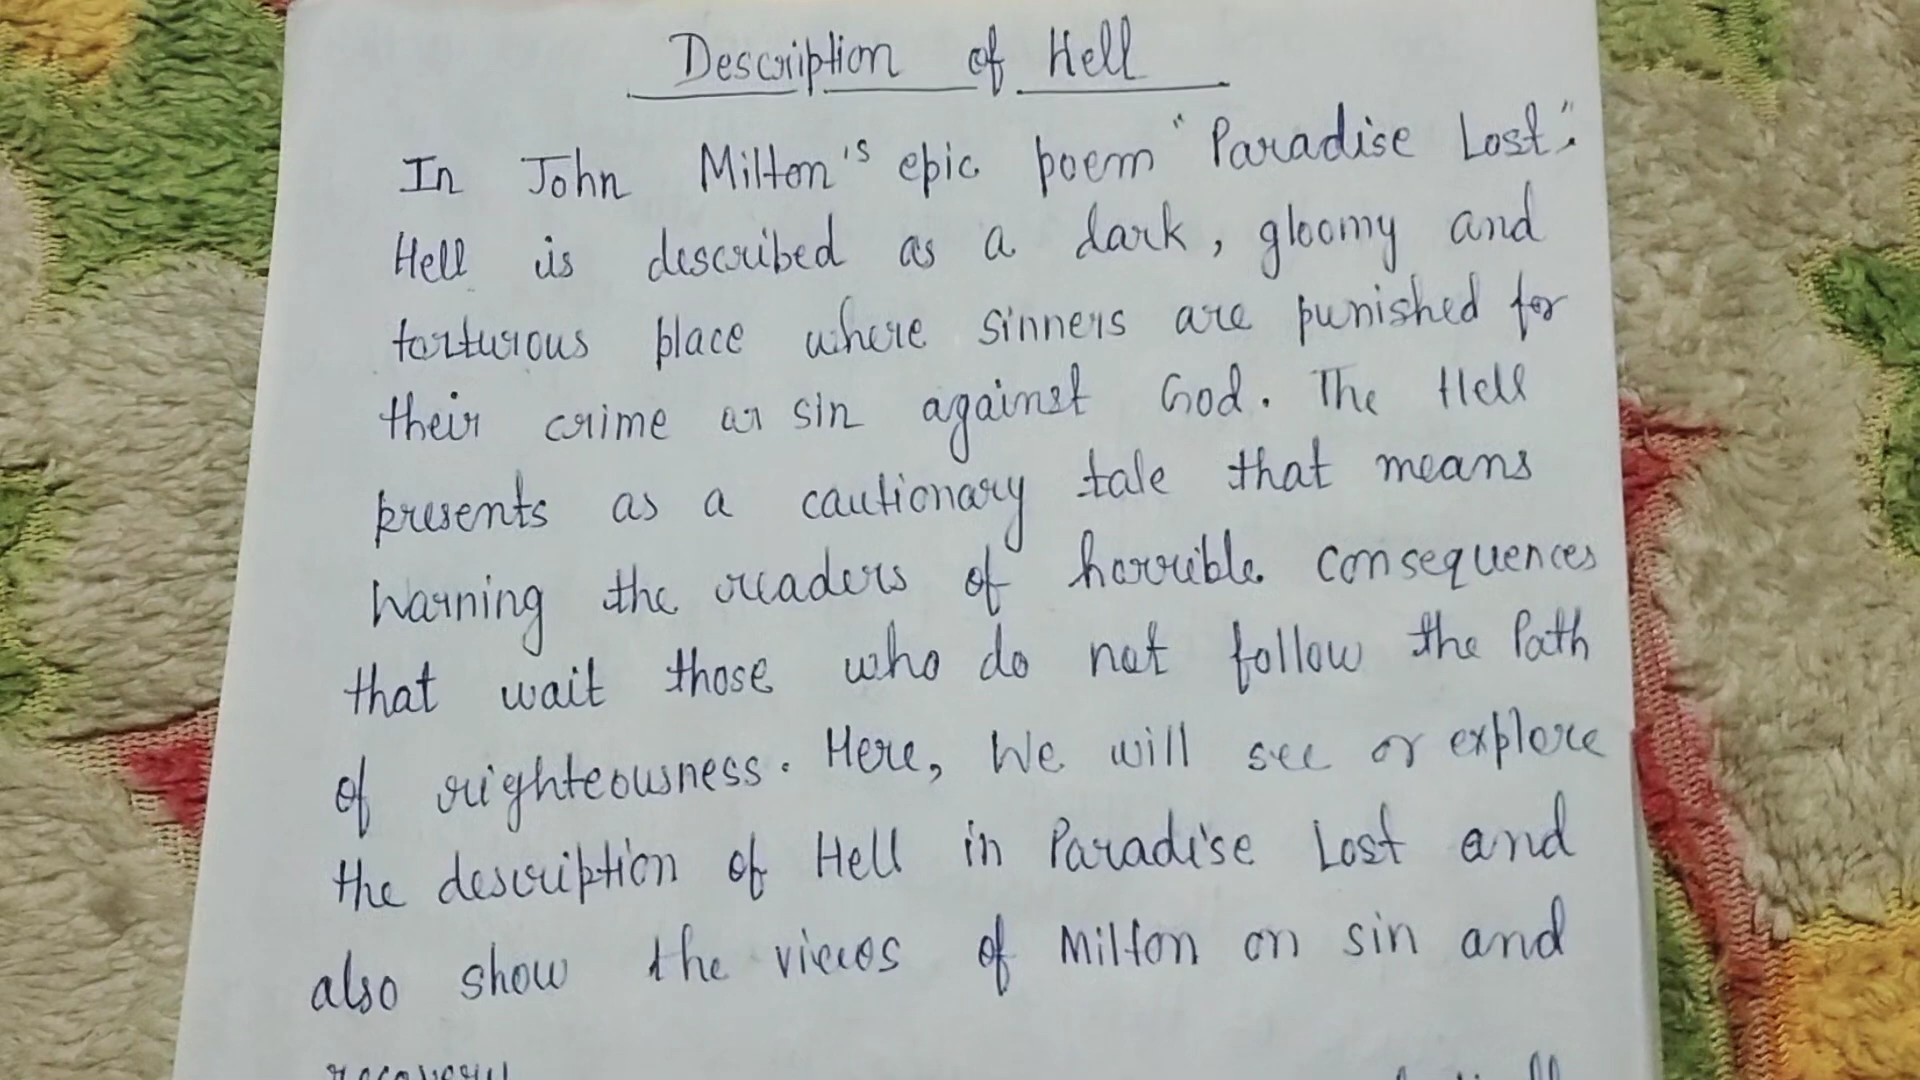 Description of Hell
In John Milton's epic poem "Paradise Lost".
Hell is described as a dark, gloomy and
torturous place where sinners are punished for
their crime or sin against God. The Hell
presents as a cautionary tale that means
Warning the readers of horrible consequences
that wait those who do not follow the Path
of righteousness. Here, We will see or explore
the description of Hell in Paradise Lost and
also show the views of Milton on sin and